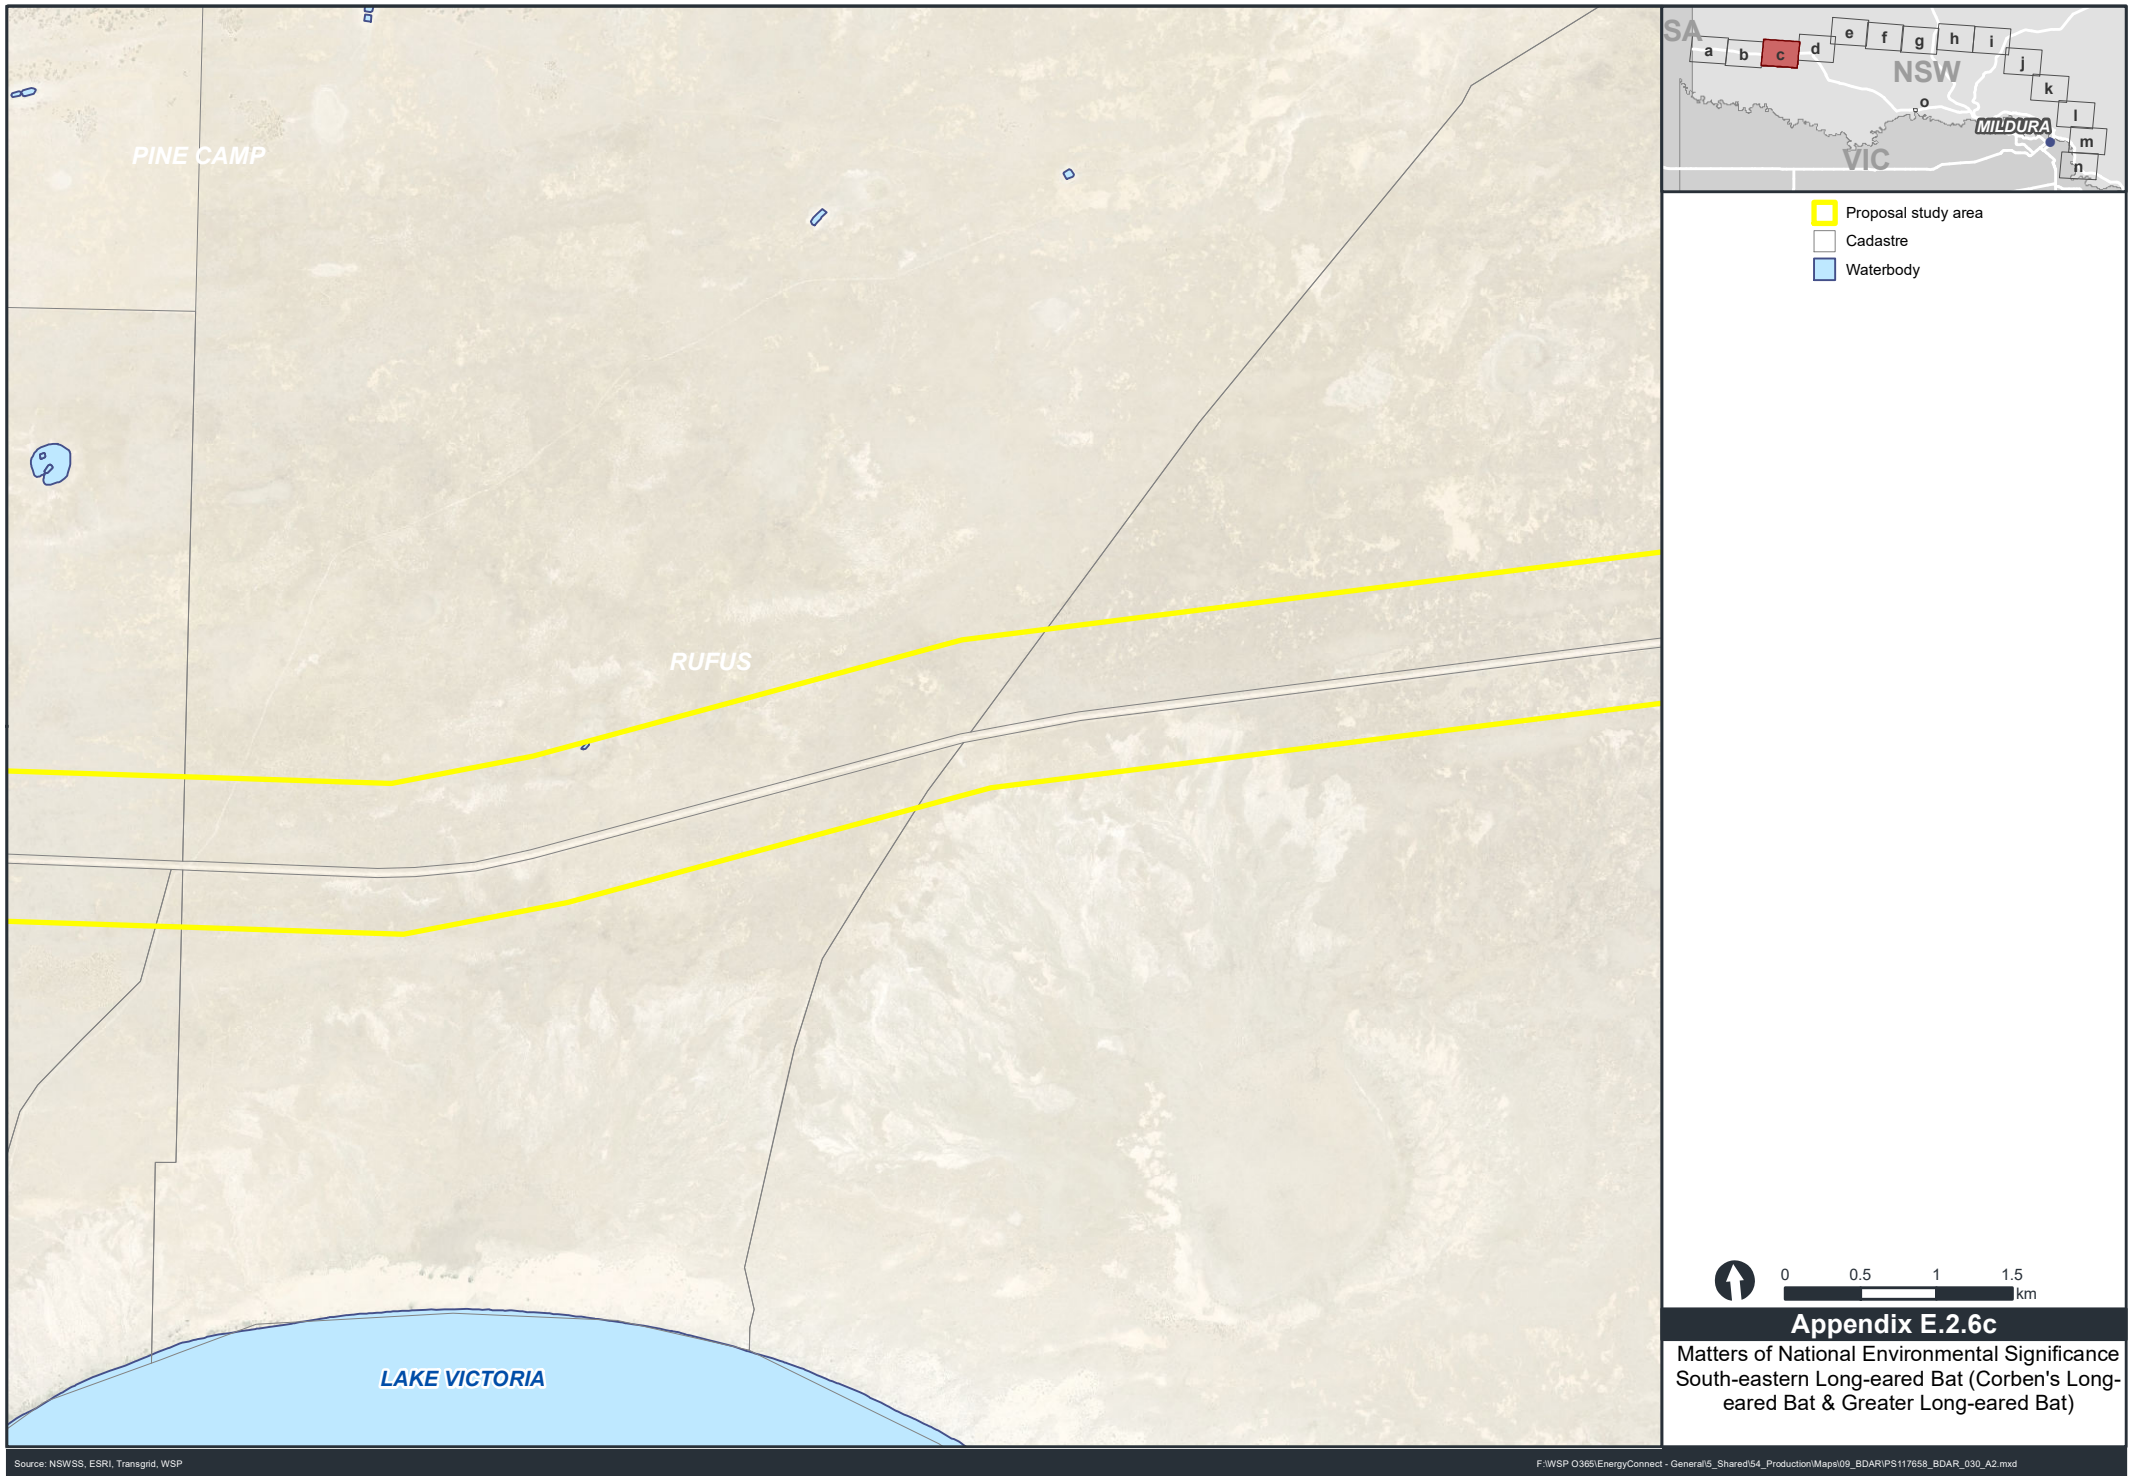 PINE CAMP
RUFUS
LAKE VICTORIA
SA
a
b
c
d
e
f
g
h
i
j
k
l
m
n
o
NSW
MILDURA
VIC
Proposal study area
Cadastre
Waterbody
0 0.5 1 1.5
km
Appendix E.2.6c
Matters of National Environmental Significance
South-eastern Long-eared Bat (Corben's Long-
eared Bat & Greater Long-eared Bat)
Source: NSWSS, ESRI, Transgrid, WSP
F:\WSP O365\EnergyConnect - General\5_Shared\54_Production\Maps\09_BDAR\PS117658_BDAR_030_A2.mxd